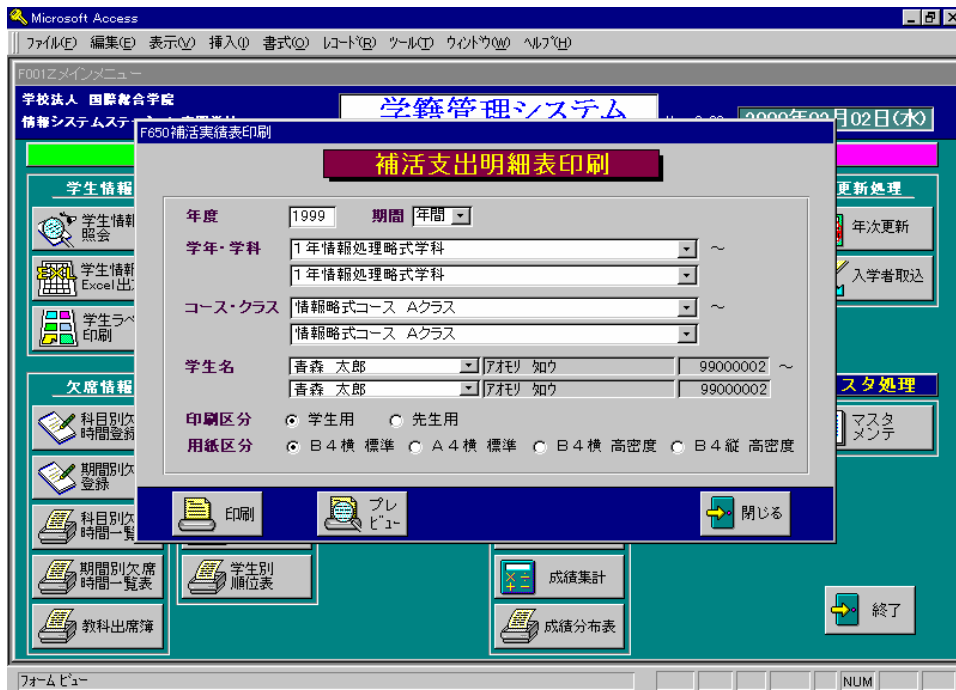 Microsoft Access
ファイル(F) 編集(E) 表示(V) 挿入(I) 書式(O) レコード(R) ツール(T) ウィンドウ(W) ヘルプ(H)
F001Zメインメニュー
学校法人 国際総合学院
情報システムステ
学籍管理システム
月02日(水)
F650補活実績表印刷
補活支出明細表印刷
年度 1999 期間 年間
学年・学科 1年情報処理略式学科 ～
1年情報処理略式学科
コース・クラス 情報略式コース Aクラス ～
情報略式コース Aクラス
学生名 青森 太郎 アオモリ タロウ 99000002 ～
青森 太郎 アオモリ タロウ 99000002
印刷区分 学生用 先生用
用紙区分 B4横 標準 A4横 標準 B4横 高密度 B4縦 高密度
印刷
プレ
ビュー
閉じる
学生情報
学生情報
照会
学生情報
Excel出
学生ラベ
印刷
欠席情報
科目別欠
時間登録
期間別欠
登録
科目別欠
時間一覧
期間別欠席
時間一覧表
教科出席簿
学生別
順位表
成績集計
成績分布表
更新処理
年次更新
入学者取込
スタ処理
マスタ
メンテ
終了
フォーム ビュー
NUM